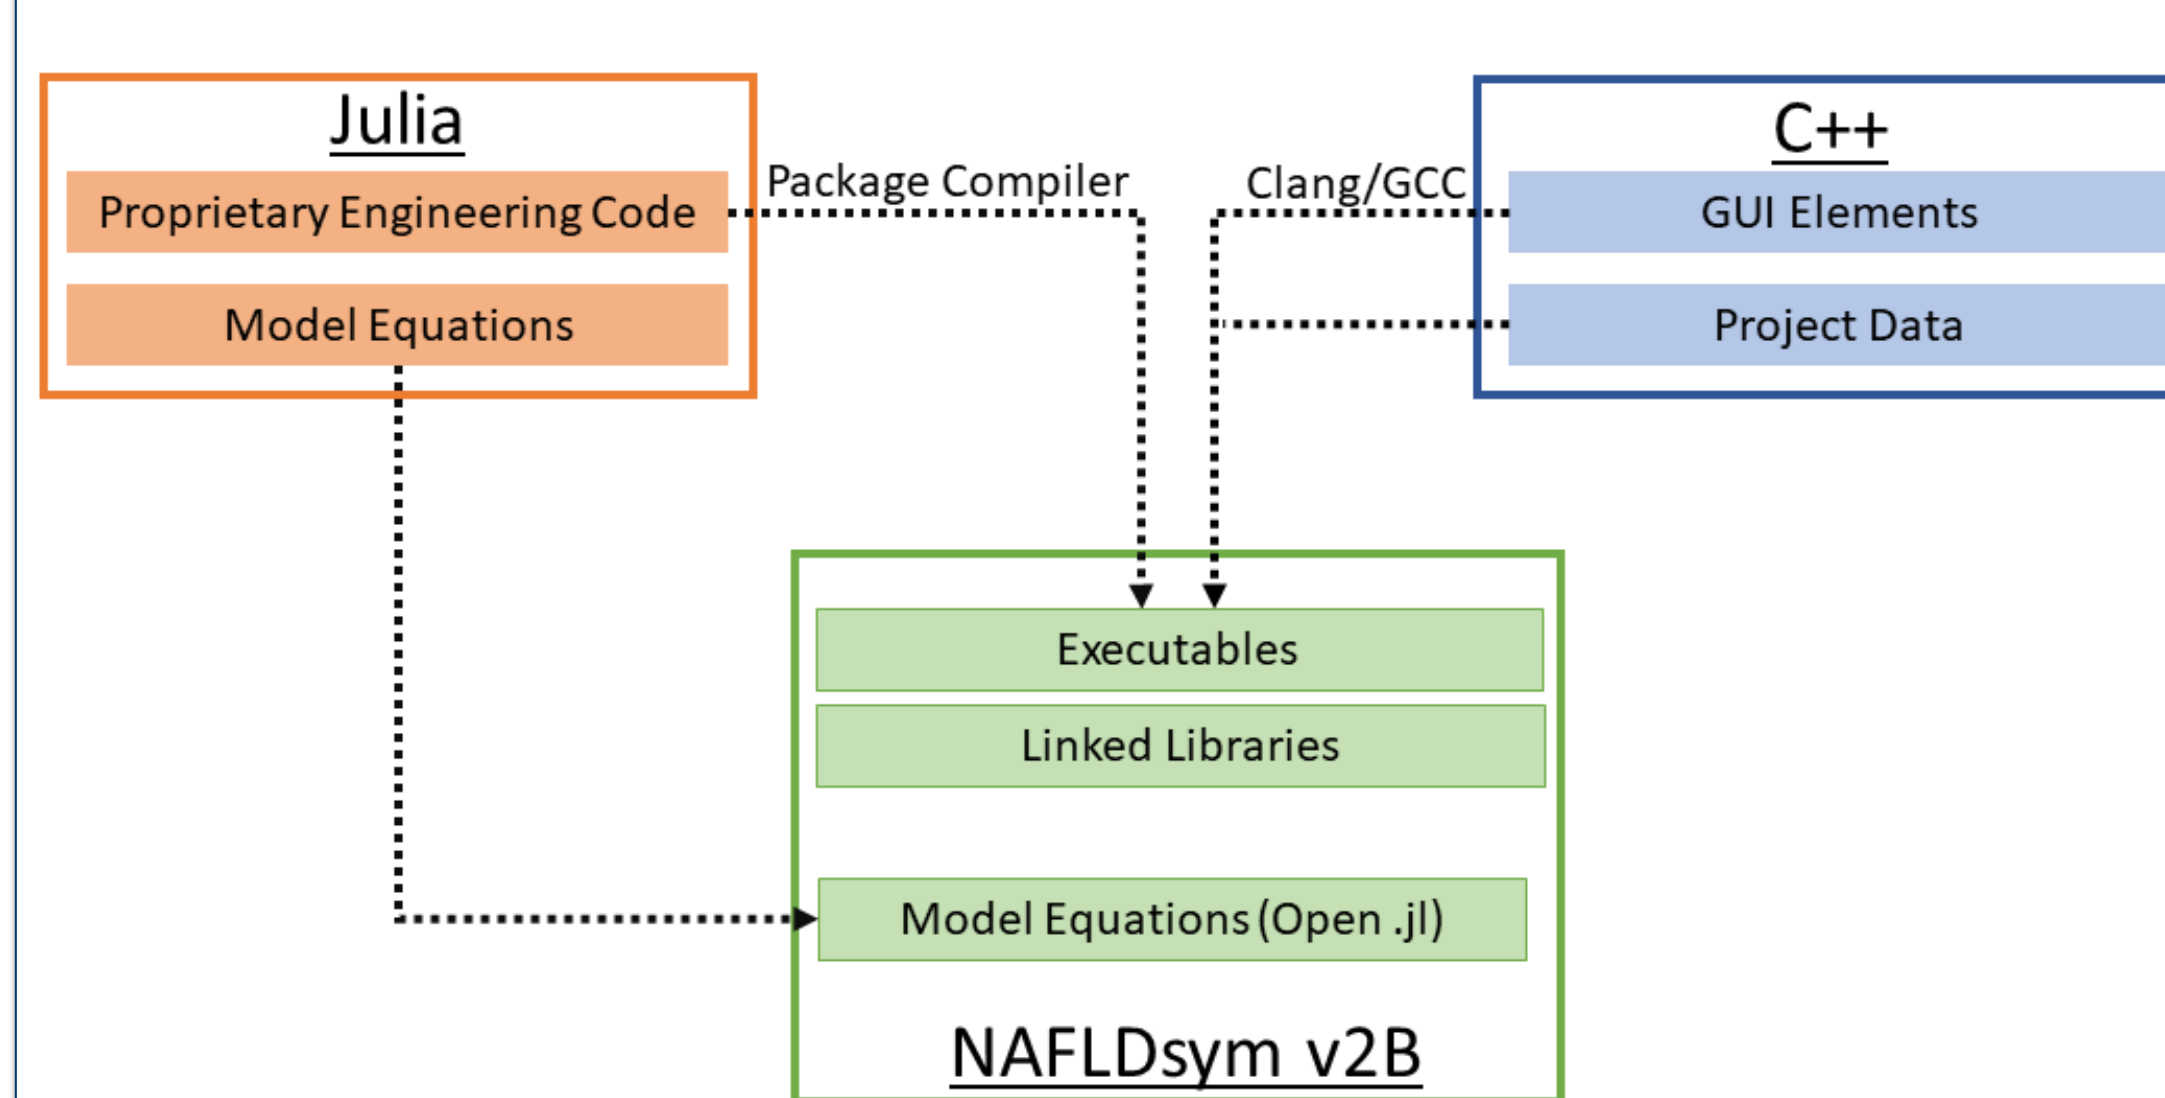 Julia
Proprietary Engineering Code
Model Equations
Package Compiler
Clang/GCC
C++
GUI Elements
Project Data
Executables
Linked Libraries
Model Equations (Open .jl)
NAFLDsym v2B